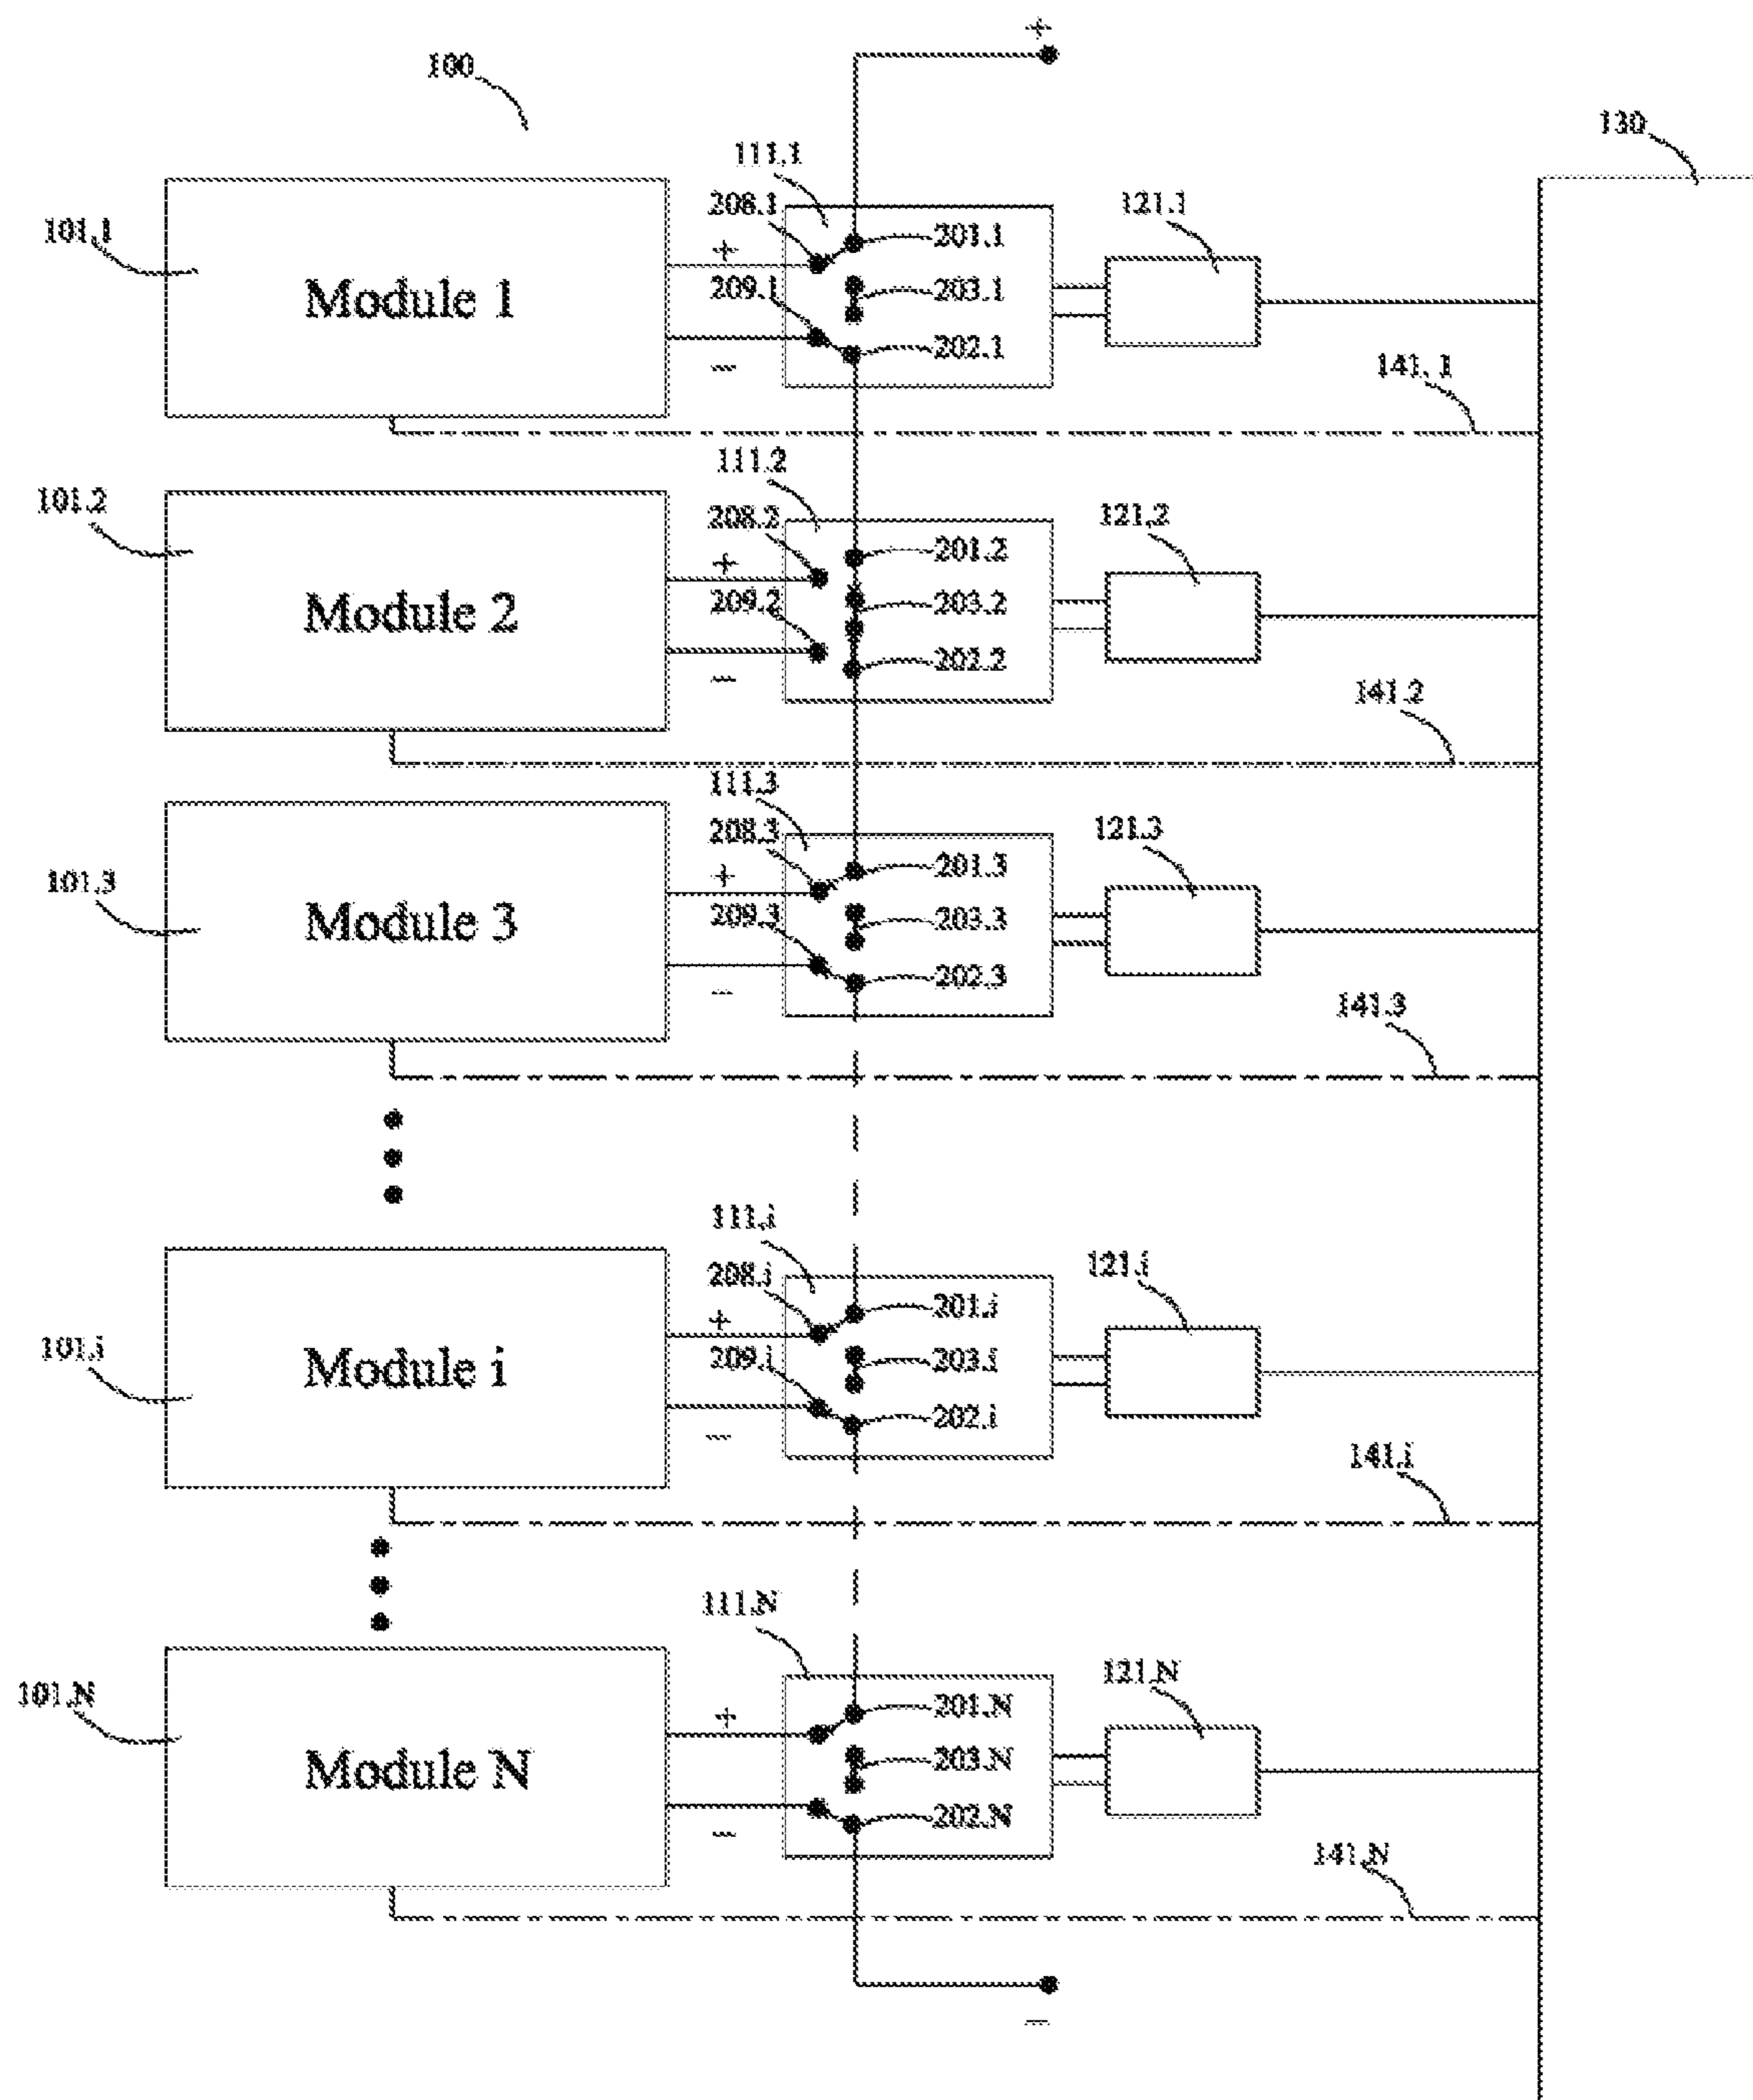 +
100
130
111.1
208.1
121.1
101.1
+
201.1
Module 1
209.1
203.1
202.1
−
141. 1
111.2
101.2
208.2
121.2
+
201.2
Module 2
209.2
203.2
202.2
−
141.2
111.3
208.3
121.3
101.3
+
201.3
Module 3
209.3
203.3
202.3
−
141.3
111.i
208.i
121.i
+
201.i
101.i
Module i
209.i
203.i
202.i
−
141.i
111.N
121.N
101.N
+
201.N
Module N
203.N
202.N
−
141.N
−